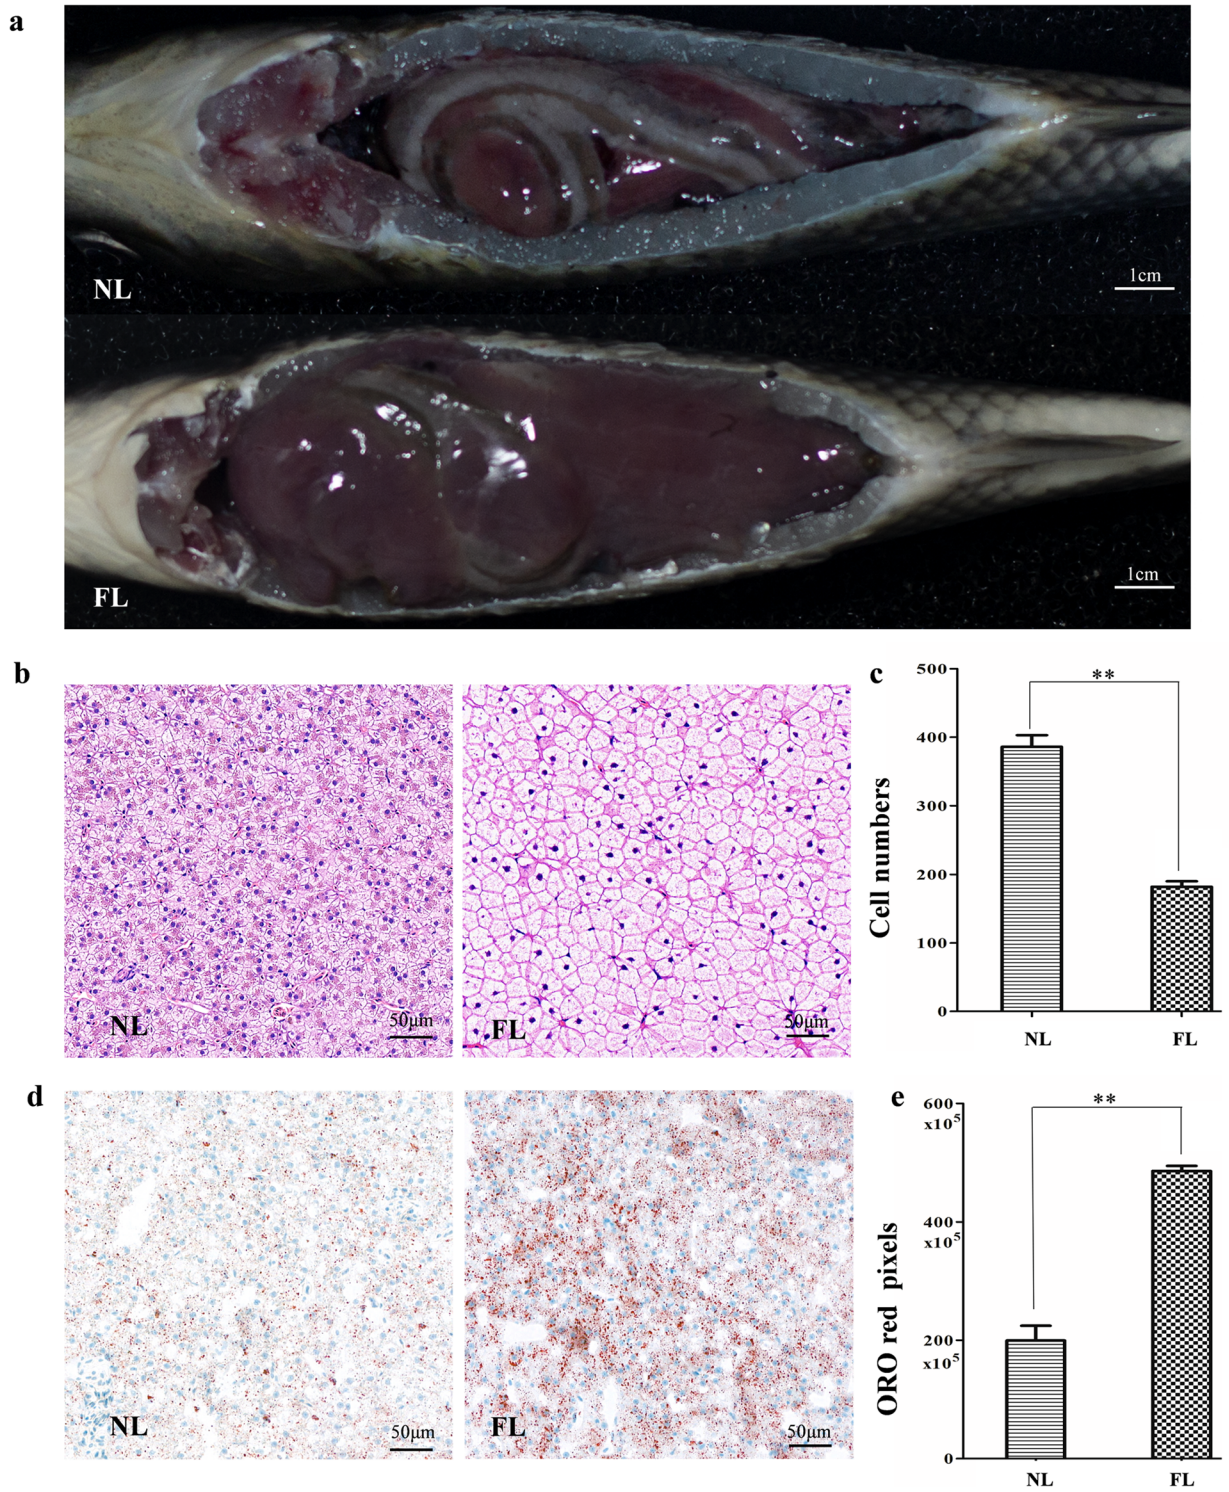 a
NL
1cm
FL
1cm
b
NL
50μm
FL
50μm
c
Cell numbers
500
400
300
200
100
0
**
NL
FL
d
NL
50μm
FL
50μm
e
ORO red pixels
600
x10⁵
400
x10⁵
200
x10⁵
0
**
NL
FL